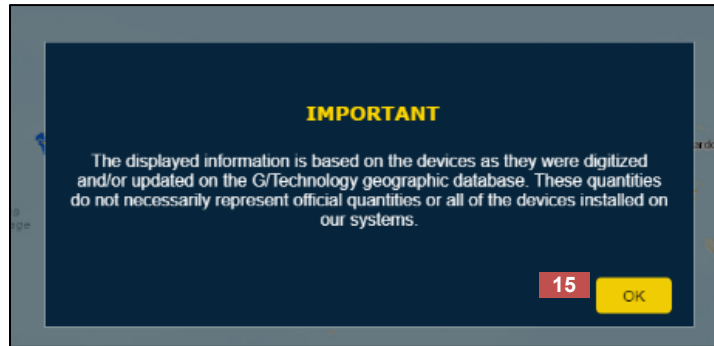 IMPORTANT
The displayed information is based on the devices as they were digitized
and/or updated on the G/Technology geographic database. These quantities
do not necessarily represent official quantities or all of the devices installed on
our systems.
15
OK